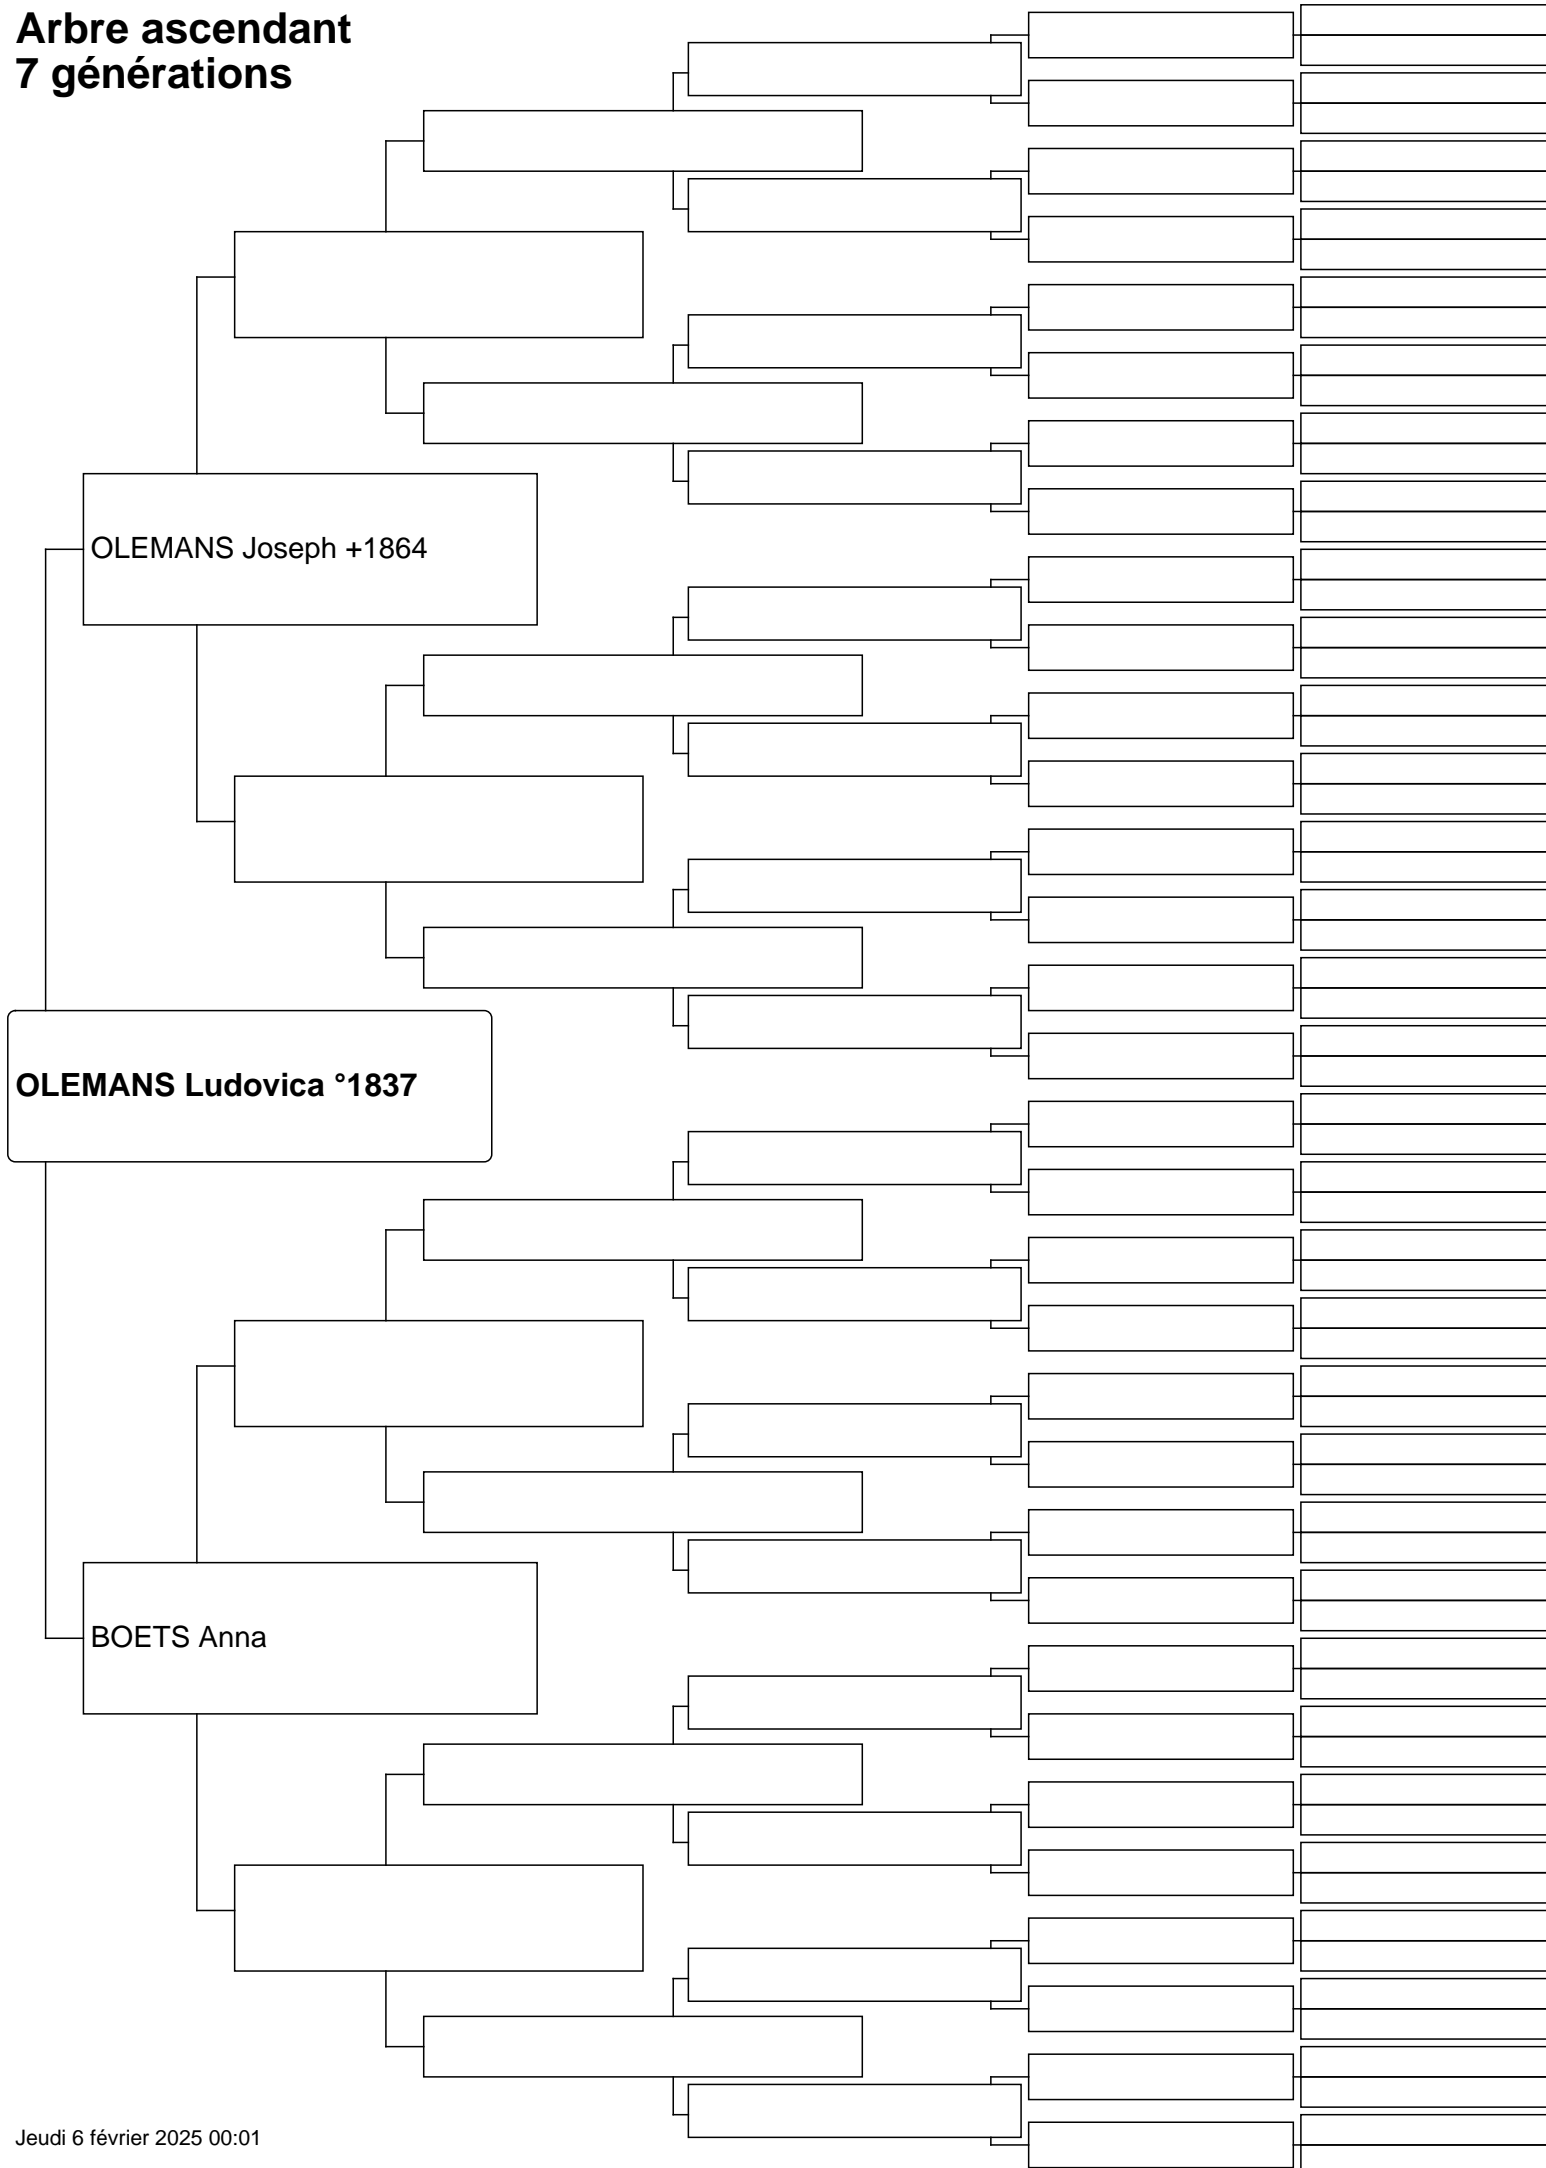 Arbre ascendant
7 générations
OLEMANS Joseph +1864
OLEMANS Ludovica °1837
BOETS Anna
Jeudi 6 février 2025 00:01